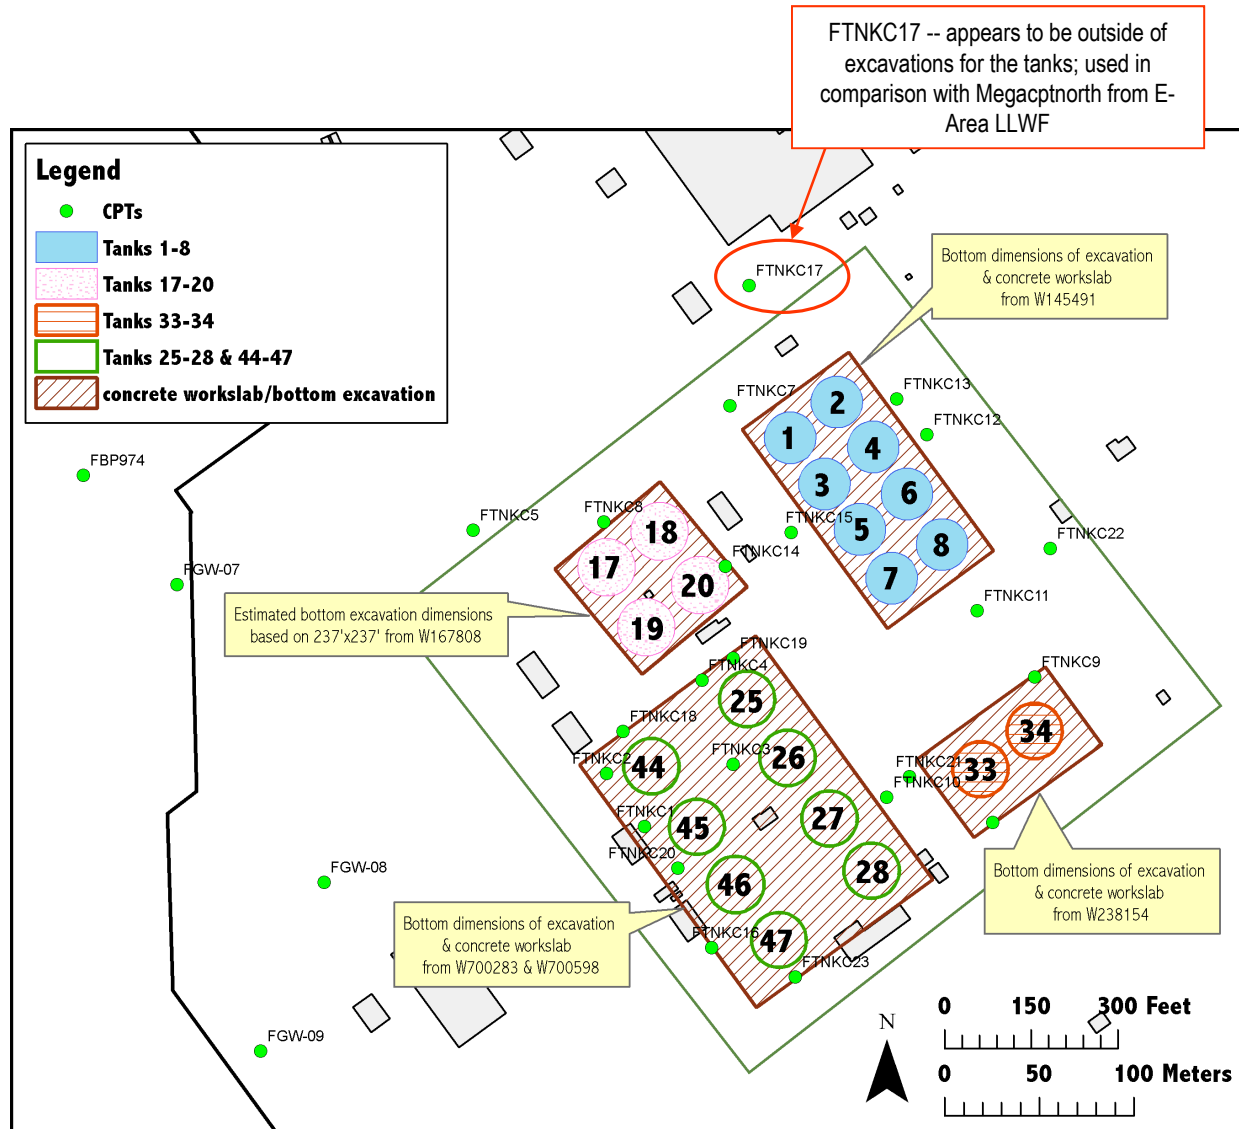 FTNKC17 -- appears to be outside of
excavations for the tanks; used in
comparison with Megacptnorth from E-
Area LLWF
Legend
CPTs
Tanks 1-8
Tanks 17-20
Tanks 33-34
Tanks 25-28 & 44-47
concrete workslab/bottom excavation
FTNKC17
Bottom dimensions of excavation
& concrete workslab
from W145491
FTNKC7
FTNKC13
FTNKC12
2
1
4
3
6
5
8
7
FBP974
FTNKC5
FTNKC8
FTNKC15
FTNKC22
18
17
20
19
FTNKC14
FGW-07
FTNKC11
Estimated bottom excavation dimensions
based on 237'x237' from W167808
FTNKC19
FTNKC4
FTNKC9
25
FTNKC18
34
FTNKC2
44
FTNKC3
26
FTNKC21
33
FTNKC10
FTNKC1
45
27
FTNKC20
46
28
FGW-08
Bottom dimensions of excavation
& concrete workslab
from W238154
Bottom dimensions of excavation
& concrete workslab
from W700283 & W700598
FTNKC16
47
FTNKC23
FGW-09
N
0 150 300 Feet
0 50 100 Meters